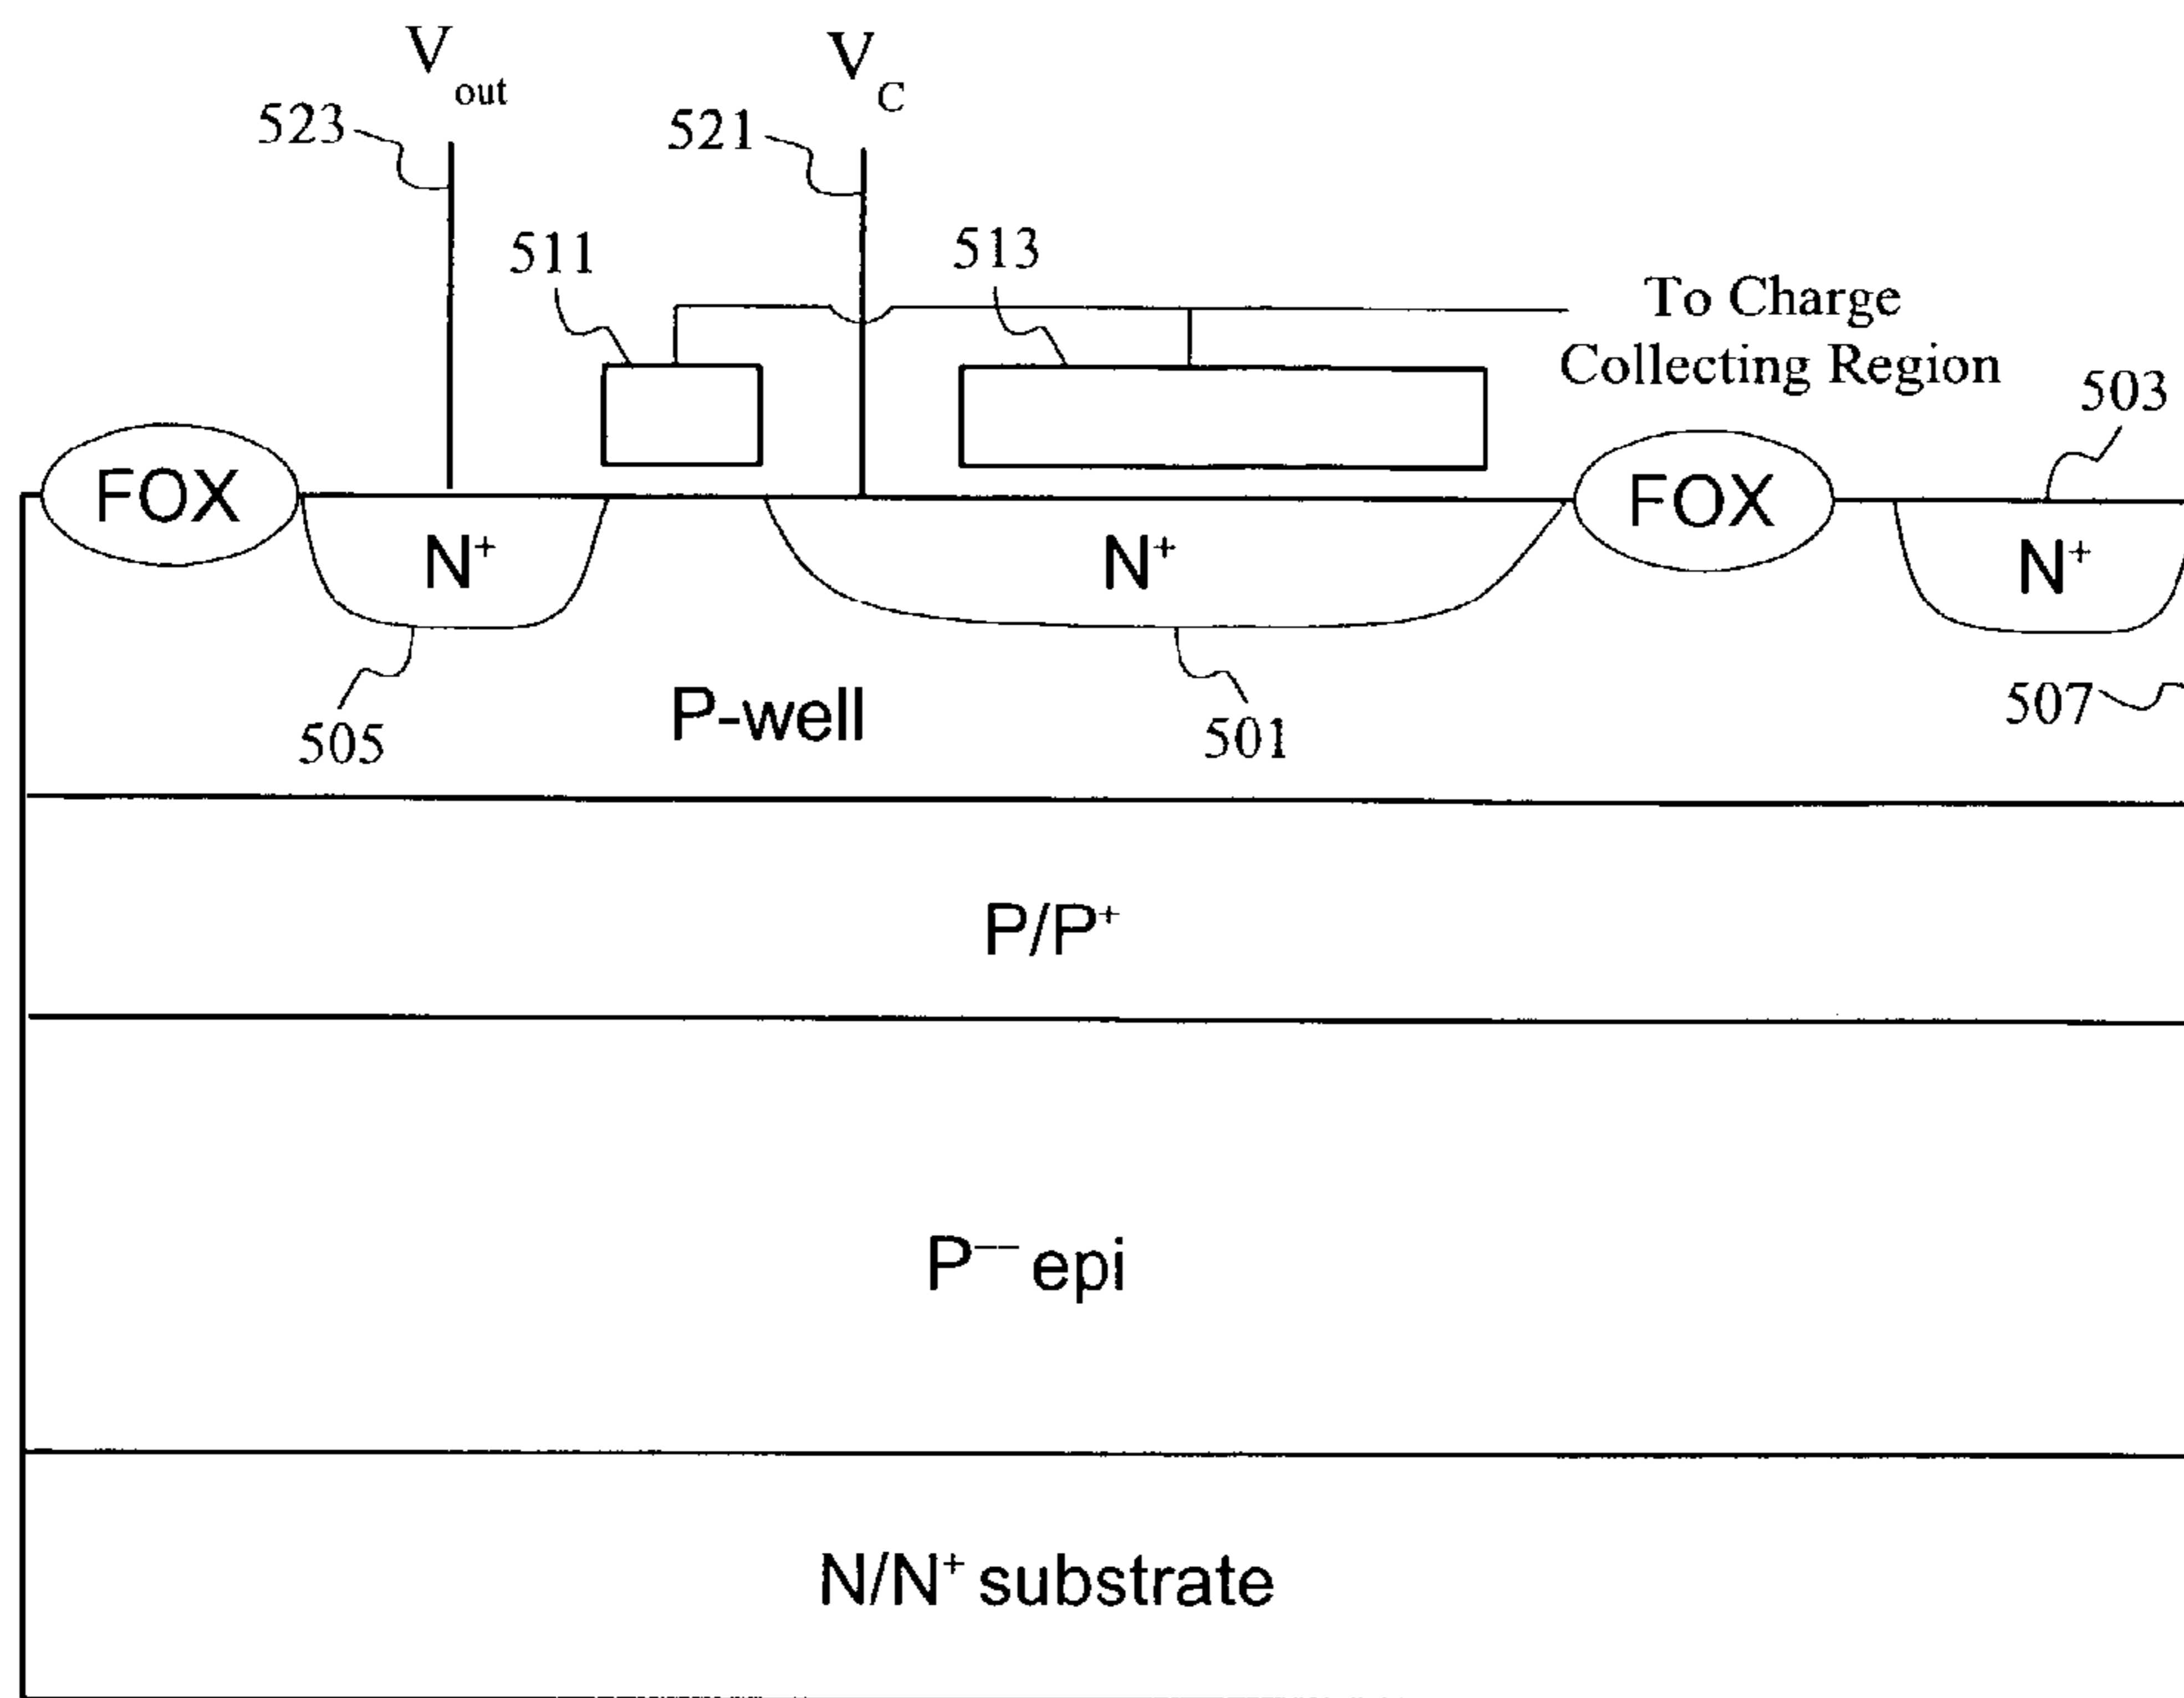 V out
V C
523
521
511
513
To Charge
Collecting Region
503
FOX
FOX
N+
N+
N+
505
P-well
501
507
P/P+
P−− epi
N/N+ substrate